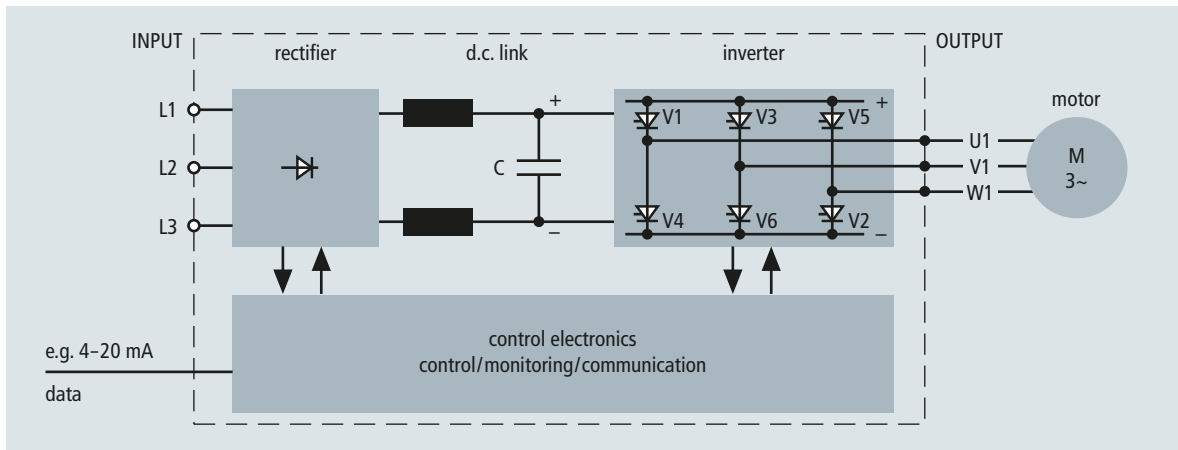 INPUT
OUTPUT
rectifier
d.c. link
inverter
motor
L1
L2
L3
+
C
–
+
V1
V3
V5
V4
V6
V2
–
U1
V1
W1
M
3~
control electronics
control/monitoring/communication
e.g. 4–20 mA
data